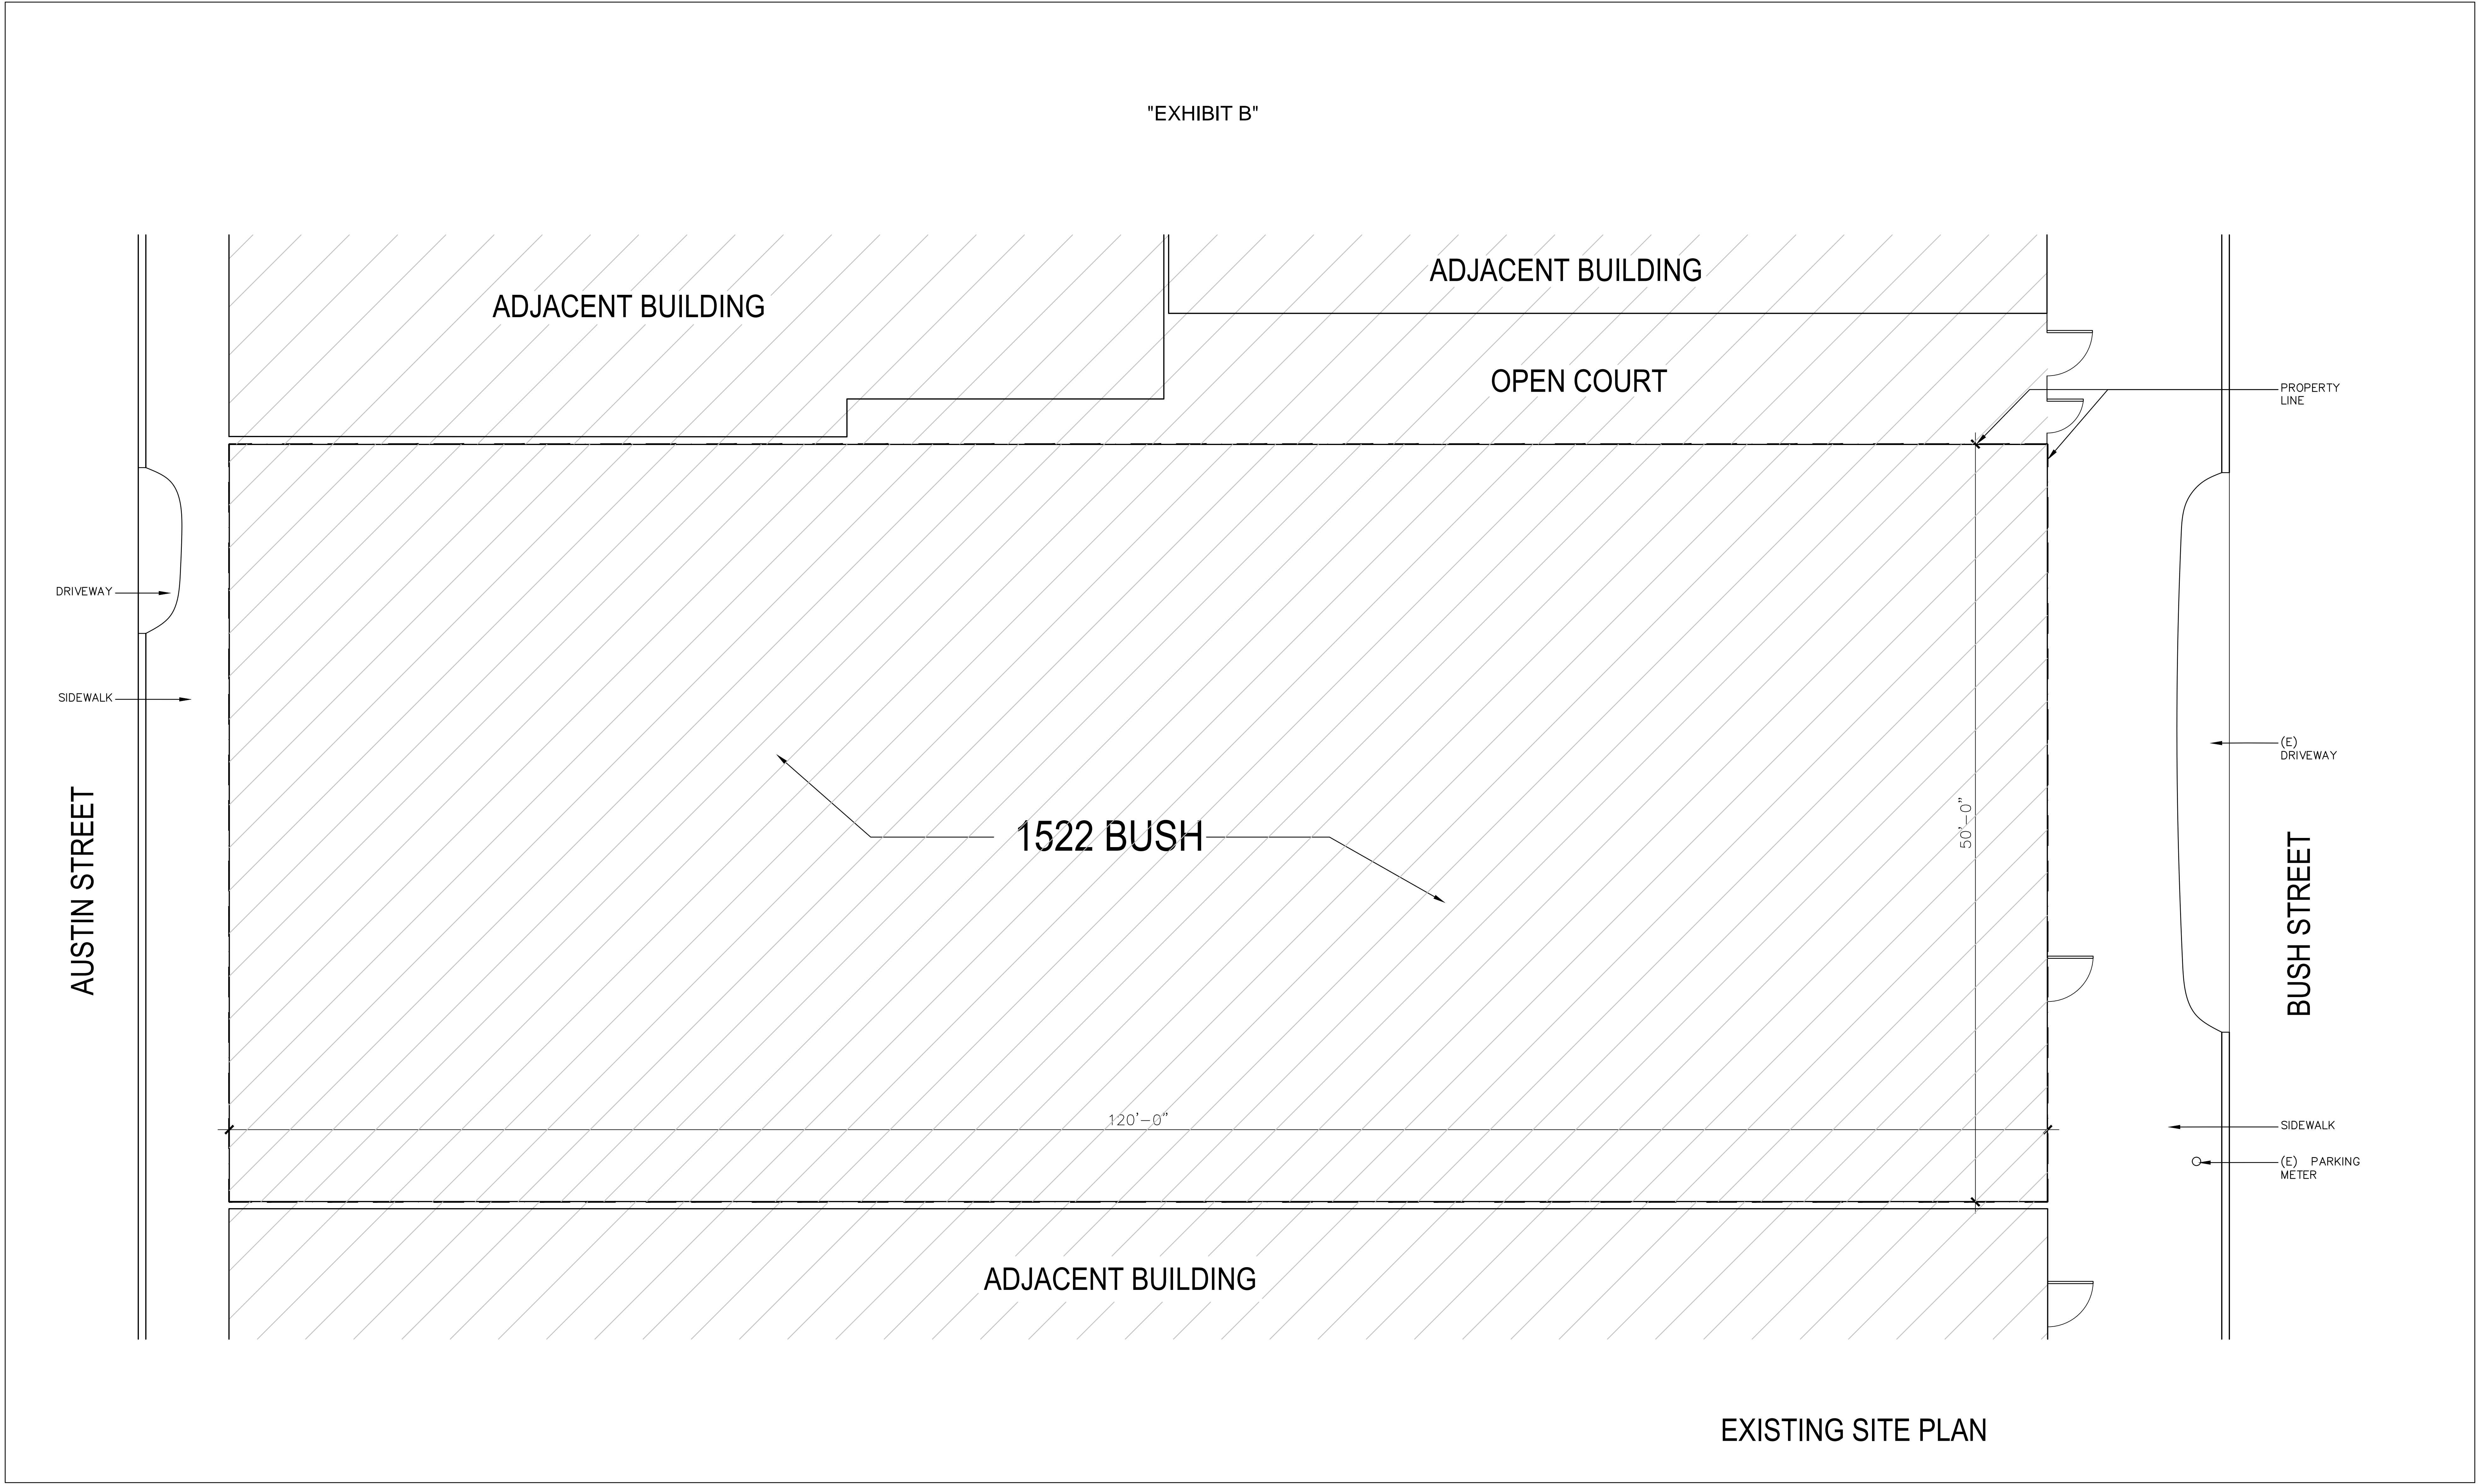 "EXHIBIT B"
ADJACENT BUILDING
ADJACENT BUILDING
OPEN COURT
PROPERTY
LINE
DRIVEWAY
SIDEWALK
(E)
DRIVEWAY
1522 BUSH
50'-0"
AUSTIN STREET
BUSH STREET
120'-0"
SIDEWALK
(E) PARKING
METER
ADJACENT BUILDING
EXISTING SITE PLAN